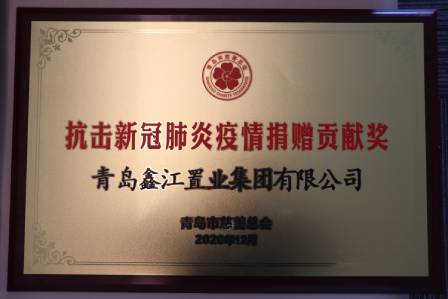 抗击新冠肺炎疫情捐赠贡献奖
青岛鑫江置业集团有限公司
青岛市慈善总会
2020年12月